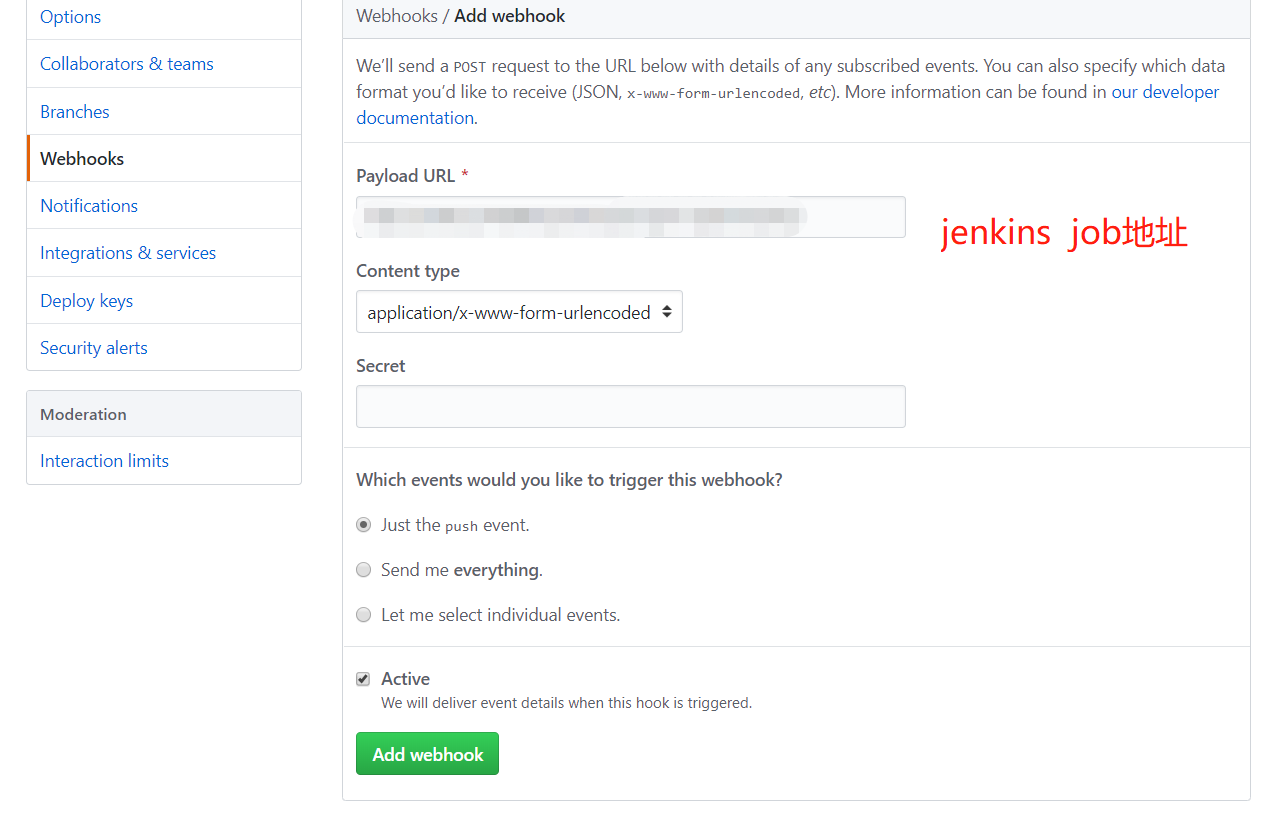 Options
Collaborators & teams
Branches
Webhooks
Notifications
Integrations & services
Deploy keys
Security alerts
Moderation
Interaction limits
Webhooks / Add webhook
We’ll send a POST request to the URL below with details of any subscribed events. You can also specify which data
format you’d like to receive (JSON, x-www-form-urlencoded, etc). More information can be found in our developer
documentation.
Payload URL *
jenkins job地址
Content type
application/x-www-form-urlencoded
Secret
Which events would you like to trigger this webhook?
Just the push event.
Send me everything.
Let me select individual events.
Active
We will deliver event details when this hook is triggered.
Add webhook